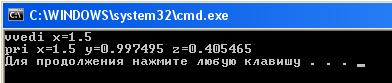 C:\WINDOWS\system32\cmd.exe
vvedi x=1.5
pri x=1.5 y=0.997495 z=0.405465
Для продолжения нажмите любую клавишу . . .